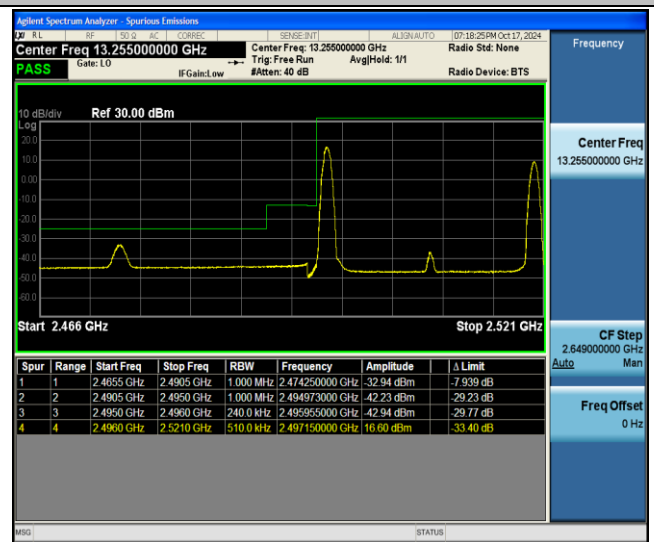 Agilent Spectrum Analyzer - Spurious Emissions
RL RF 50 Ω AC CORREC SENSE:INT ALIGN AUTO 07:18:25PM Oct 17, 2024
Center Freq 13.255000000 GHz Center Freq: 13.255000000 GHz Radio Std: None
PASS Gate: LO Trig: Free Run Avg|Hold: 1/1
IFGain:Low #Atten: 40 dB Radio Device: BTS
Frequency
10 dB/div Ref 30.00 dBm
Log
20.0
10.0
0.00
-10.0
-20.0
-30.0
-40.0
-50.0
-60.0
Start 2.466 GHz Stop 2.521 GHz
Center Freq
13.255000000 GHz
CF Step
2.649000000 GHz
Auto Man
Freq Offset
0 Hz
Spur Range Start Freq Stop Freq RBW Frequency Amplitude Δ Limit
1 1 2.4655 GHz 2.4905 GHz 1.000 MHz 2.474250000 GHz -32.94 dBm -7.939 dB
2 2 2.4905 GHz 2.4950 GHz 1.000 MHz 2.494973000 GHz -42.23 dBm -29.23 dB
3 3 2.4950 GHz 2.4960 GHz 240.0 kHz 2.495955000 GHz -42.94 dBm -29.77 dB
4 4 2.4960 GHz 2.5210 GHz 510.0 kHz 2.497150000 GHz 16.60 dBm -33.40 dB
MSG STATUS